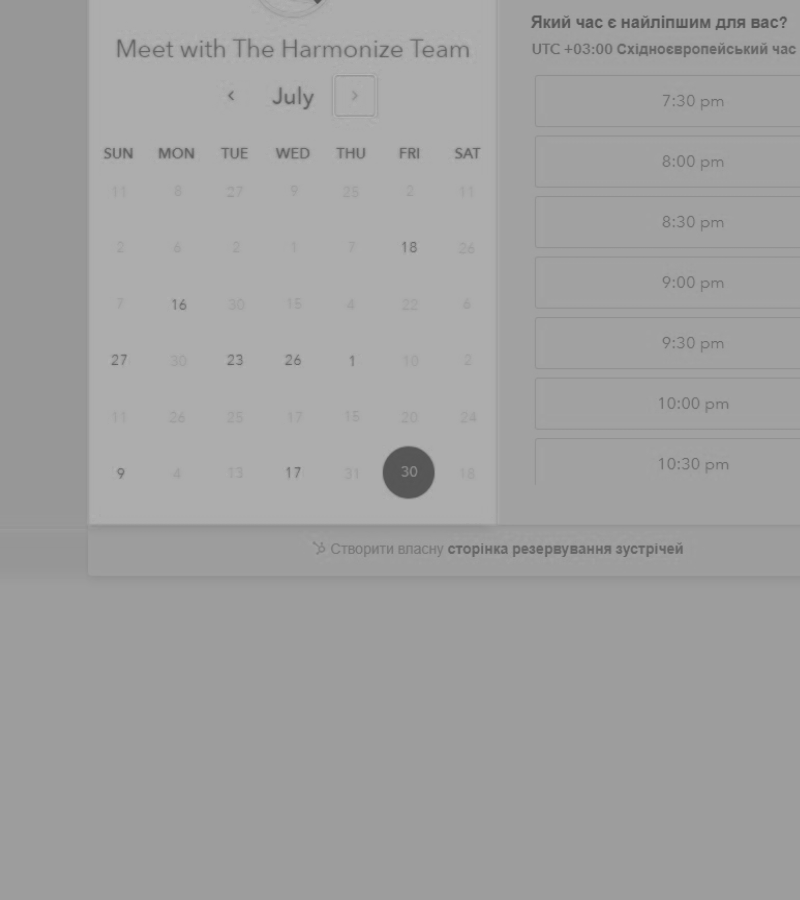 Meet with The Harmonize Team
July
SUN MON TUE WED THU FRI SAT
11 8 27 9 25 2 11
2 6 2 1 7 18 26
7 16 30 15 4 22 6
27 30 23 26 1 10 2
11 26 25 17 15 20 24
9 4 13 17 31 30 18
Який час є найліпшим для вас?
UTC +03:00 Східноєвропейський час
7:30 pm
8:00 pm
8:30 pm
9:00 pm
9:30 pm
10:00 pm
10:30 pm
Створити власну сторінка резервування зустрічей